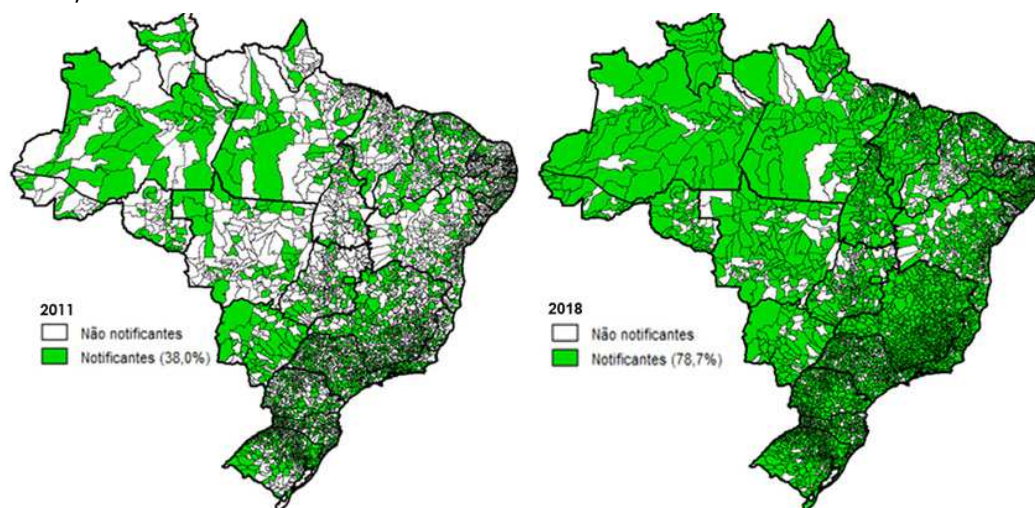 2011
Não notificantes
Notificantes (38,0%)
2018
Não notificantes
Notificantes (78,7%)